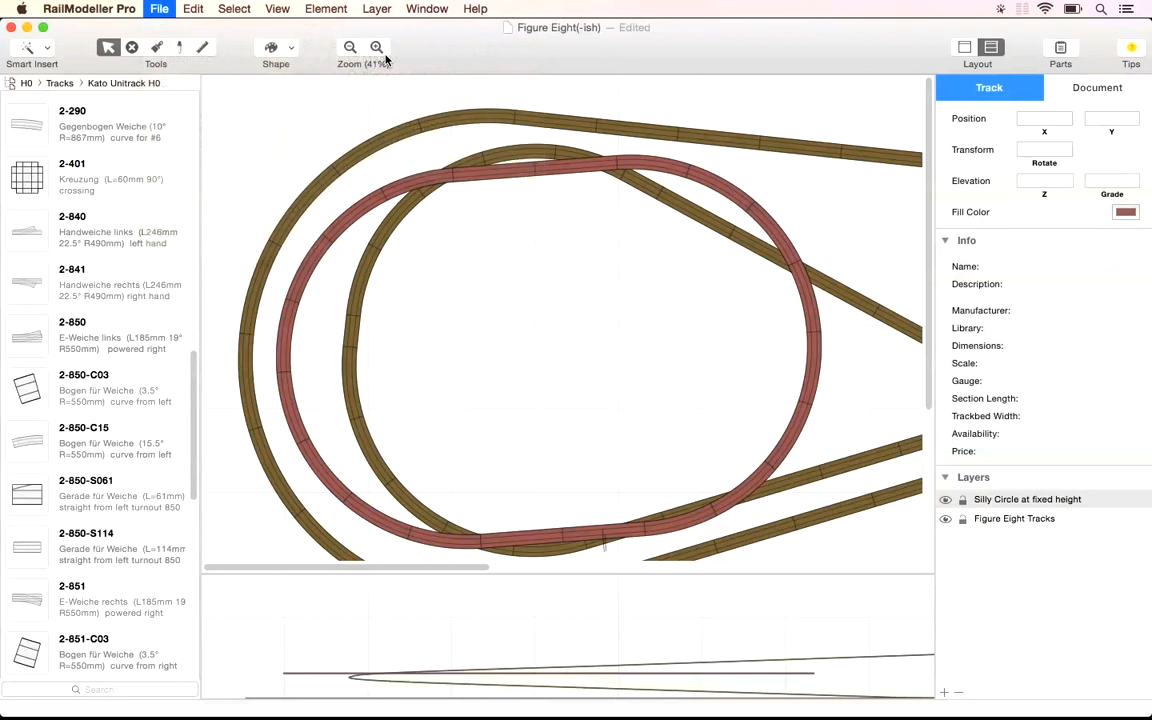 RailModeller Pro File Edit Select View Element Layer Window Help
Figure Eight(-ish) — Edited
Smart Insert Tools Shape Zoom (41%) Layout Parts Tips
H0 Tracks Kato Unitrack H0
2-290
Gegenbogen Weiche (10°
R=867mm) curve for #6
2-401
Kreuzung (L=60mm 90°)
crossing
2-840
Handweiche links (L246mm
22.5° R490mm) left hand
2-841
Handweiche rechts (L246mm
22.5° R490mm) right hand
2-850
E-Weiche links (L185mm 19°
R550mm) powered right
2-850-C03
Bogen für Weiche (3.5°
R=550mm) curve from left
2-850-C15
Bogen für Weiche (15.5°
R=550mm) curve from left
2-850-S061
Gerade für Weiche (L=61mm)
straight from left turnout 850
2-850-S114
Gerade für Weiche (L=114mm
straight from left turnout 850
2-851
E-Weiche rechts (L185mm 19
R550mm) powered right
2-851-C03
Bogen für Weiche (3.5°
R=550mm) curve from right
Search
Track Document
Position
X Y
Transform
Rotate
Elevation
Z Grade
Fill Color
Info
Name:
Description:
Manufacturer:
Library:
Dimensions:
Scale:
Gauge:
Section Length:
Trackbed Width:
Availability:
Price:
Layers
Silly Circle at fixed height
Figure Eight Tracks